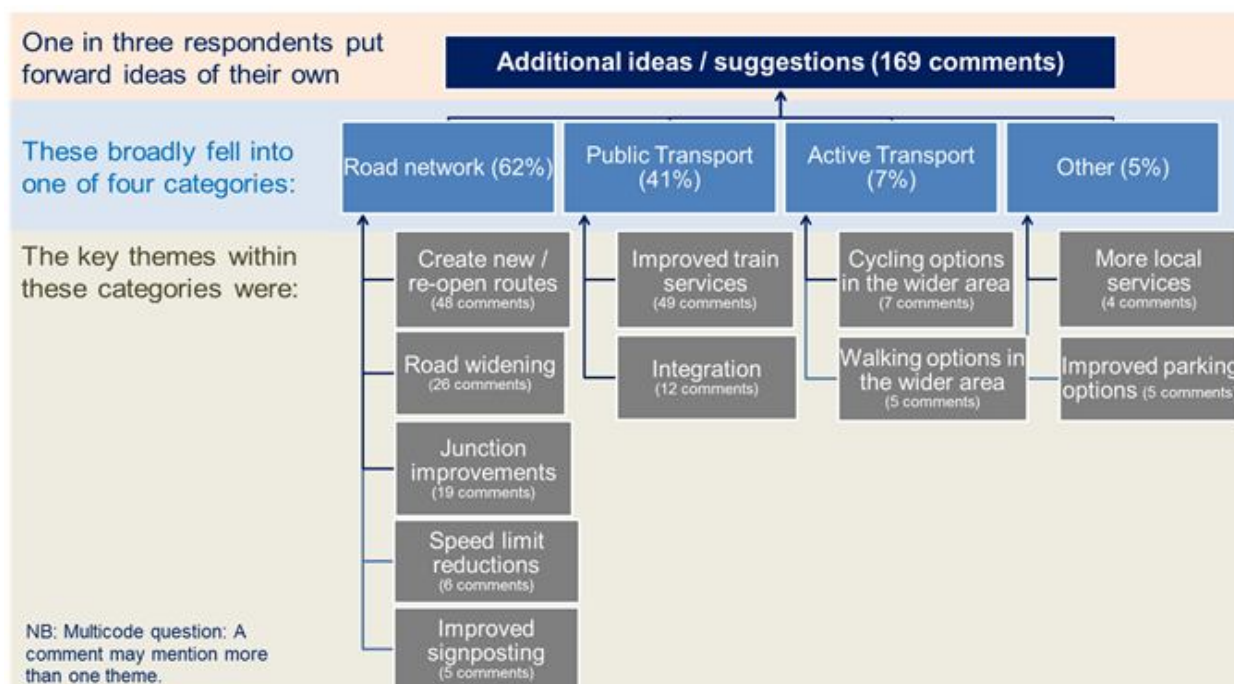 One in three respondents put
forward ideas of their own
Additional ideas / suggestions (169 comments)
These broadly fell into
one of four categories:
Road network (62%)
Public Transport
(41%)
Active Transport
(7%)
Other (5%)
The key themes within
these categories were:
Create new /
re-open routes
(48 comments)
Road widening
(26 comments)
Junction
improvements
(19 comments)
Speed limit
reductions
(6 comments)
Improved
signposting
(5 comments)
Improved train
services
(49 comments)
Integration
(12 comments)
Cycling options
in the wider area
(7 comments)
Walking options in
the wider area
(5 comments)
More local
services
(4 comments)
Improved parking
options (5 comments)
NB: Multicode question: A
comment may mention more
than one theme.